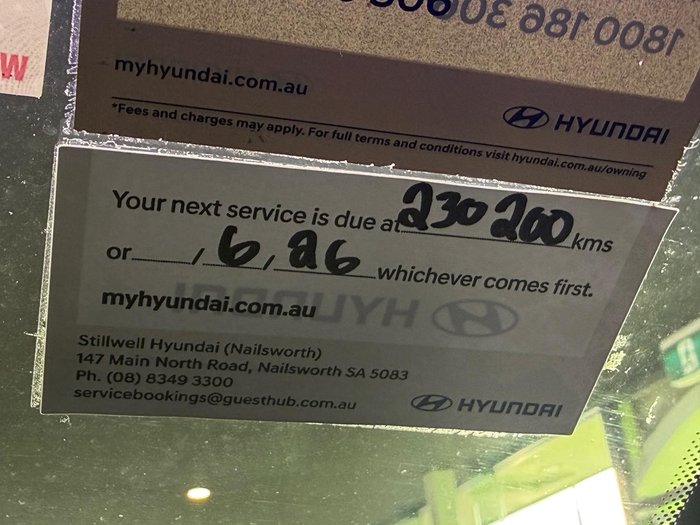 1800 186 306
W
myhyundai.com.au
HYUNDAI
*Fees and charges may apply. For full terms and conditions visit hyundai.com.au/owning
Your next service is due at 230 200 kms
or / 6 / 26 whichever comes first.
myhyundai.com.au
HYUNDAI
Stillwell Hyundai (Nailsworth)
147 Main North Road, Nailsworth SA 5083
Ph. (08) 8349 3300
servicebookings@guesthub.com.au
HYUNDAI